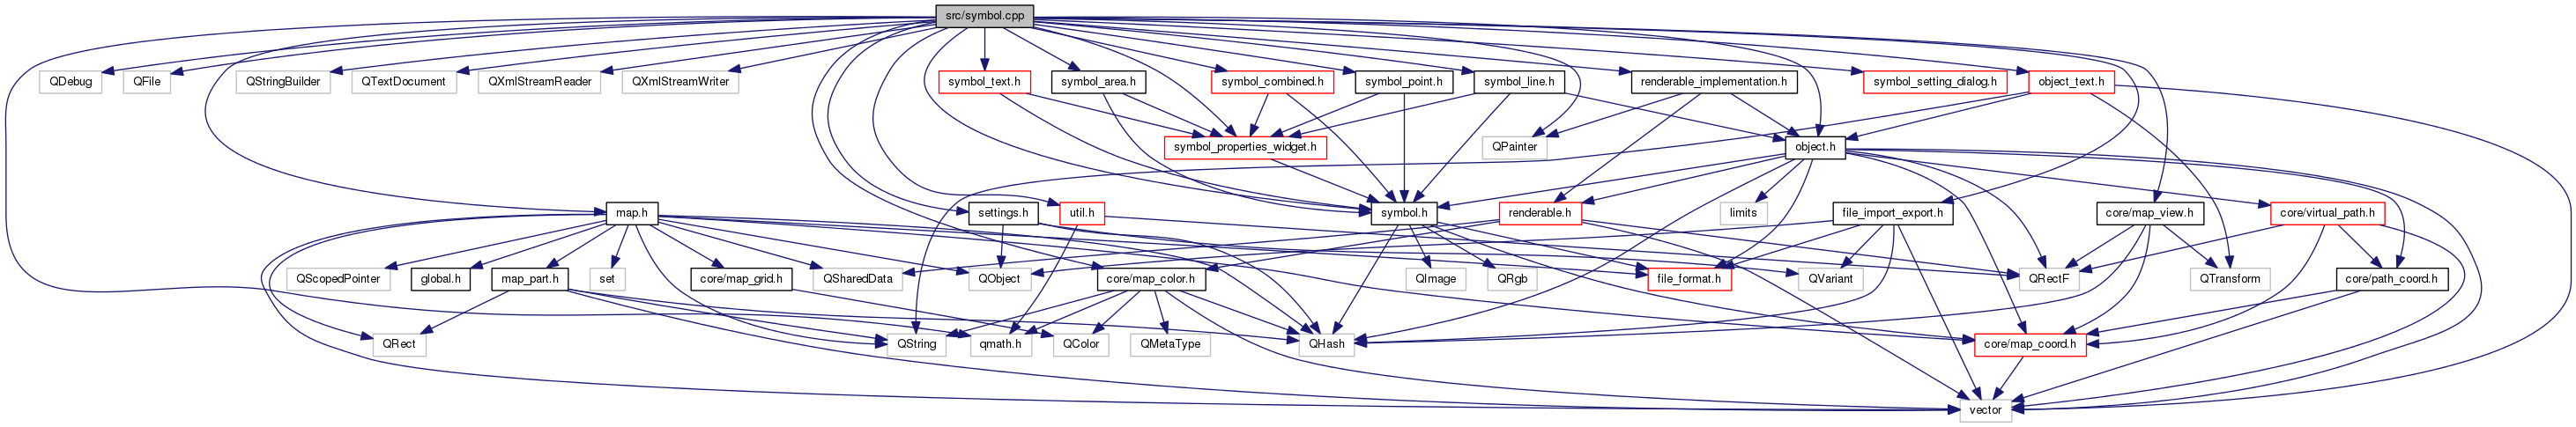 src/symbol.cpp
QDebug
QFile
QStringBuilder
QTextDocument
QXmlStreamReader
QXmlStreamWriter
symbol_text.h
symbol_area.h
symbol_combined.h
symbol_point.h
symbol_line.h
renderable_implementation.h
symbol_setting_dialog.h
object_text.h
symbol_properties_widget.h
QPainter
object.h
map.h
settings.h
util.h
symbol.h
renderable.h
limits
file_import_export.h
core/map_view.h
core/virtual_path.h
QScopedPointer
global.h
map_part.h
set
core/map_grid.h
QSharedData
QObject
core/map_color.h
QImage
QRgb
file_format.h
QVariant
QRectF
QTransform
core/path_coord.h
QRect
QString
qmath.h
QColor
QMetaType
QHash
core/map_coord.h
vector